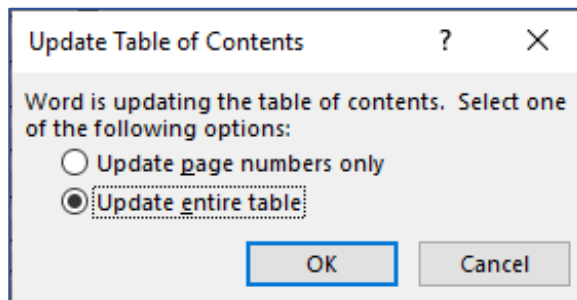 Update Table of Contents ? X
Word is updating the table of contents. Select one
of the following options:
Update page numbers only
Update entire table
OK Cancel